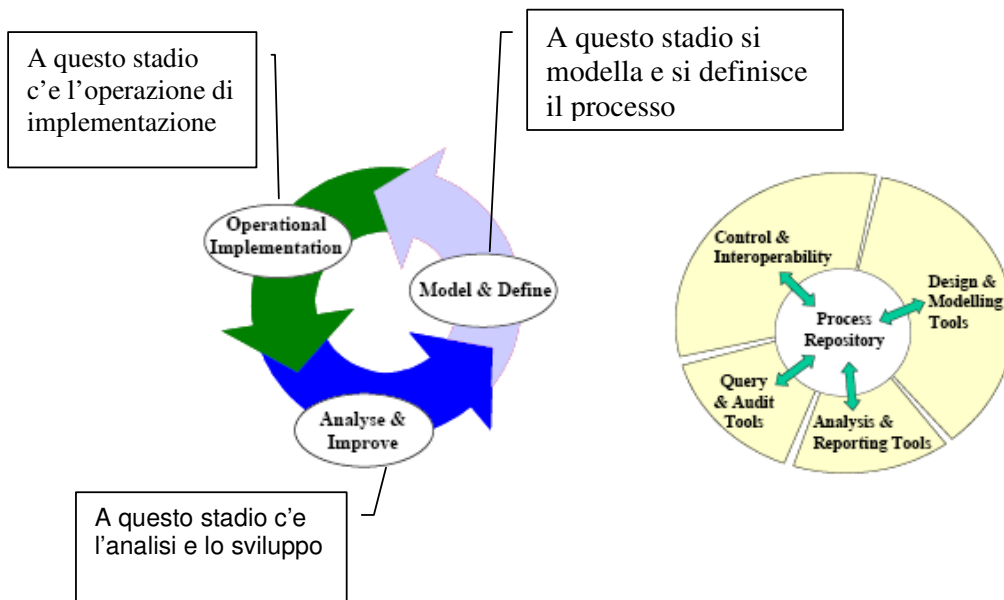 A questo stadio
c'e l'operazione di
implementazione
A questo stadio si
modella e si definisce
il processo
Operational
Implementation
Model & Define
Analyse &
Improve
A questo stadio c'e
l'analisi e lo sviluppo
Control &
Interoperability
Design &
Modelling
Tools
Process
Repository
Query
& Audit
Tools
Analysis &
Reporting Tools